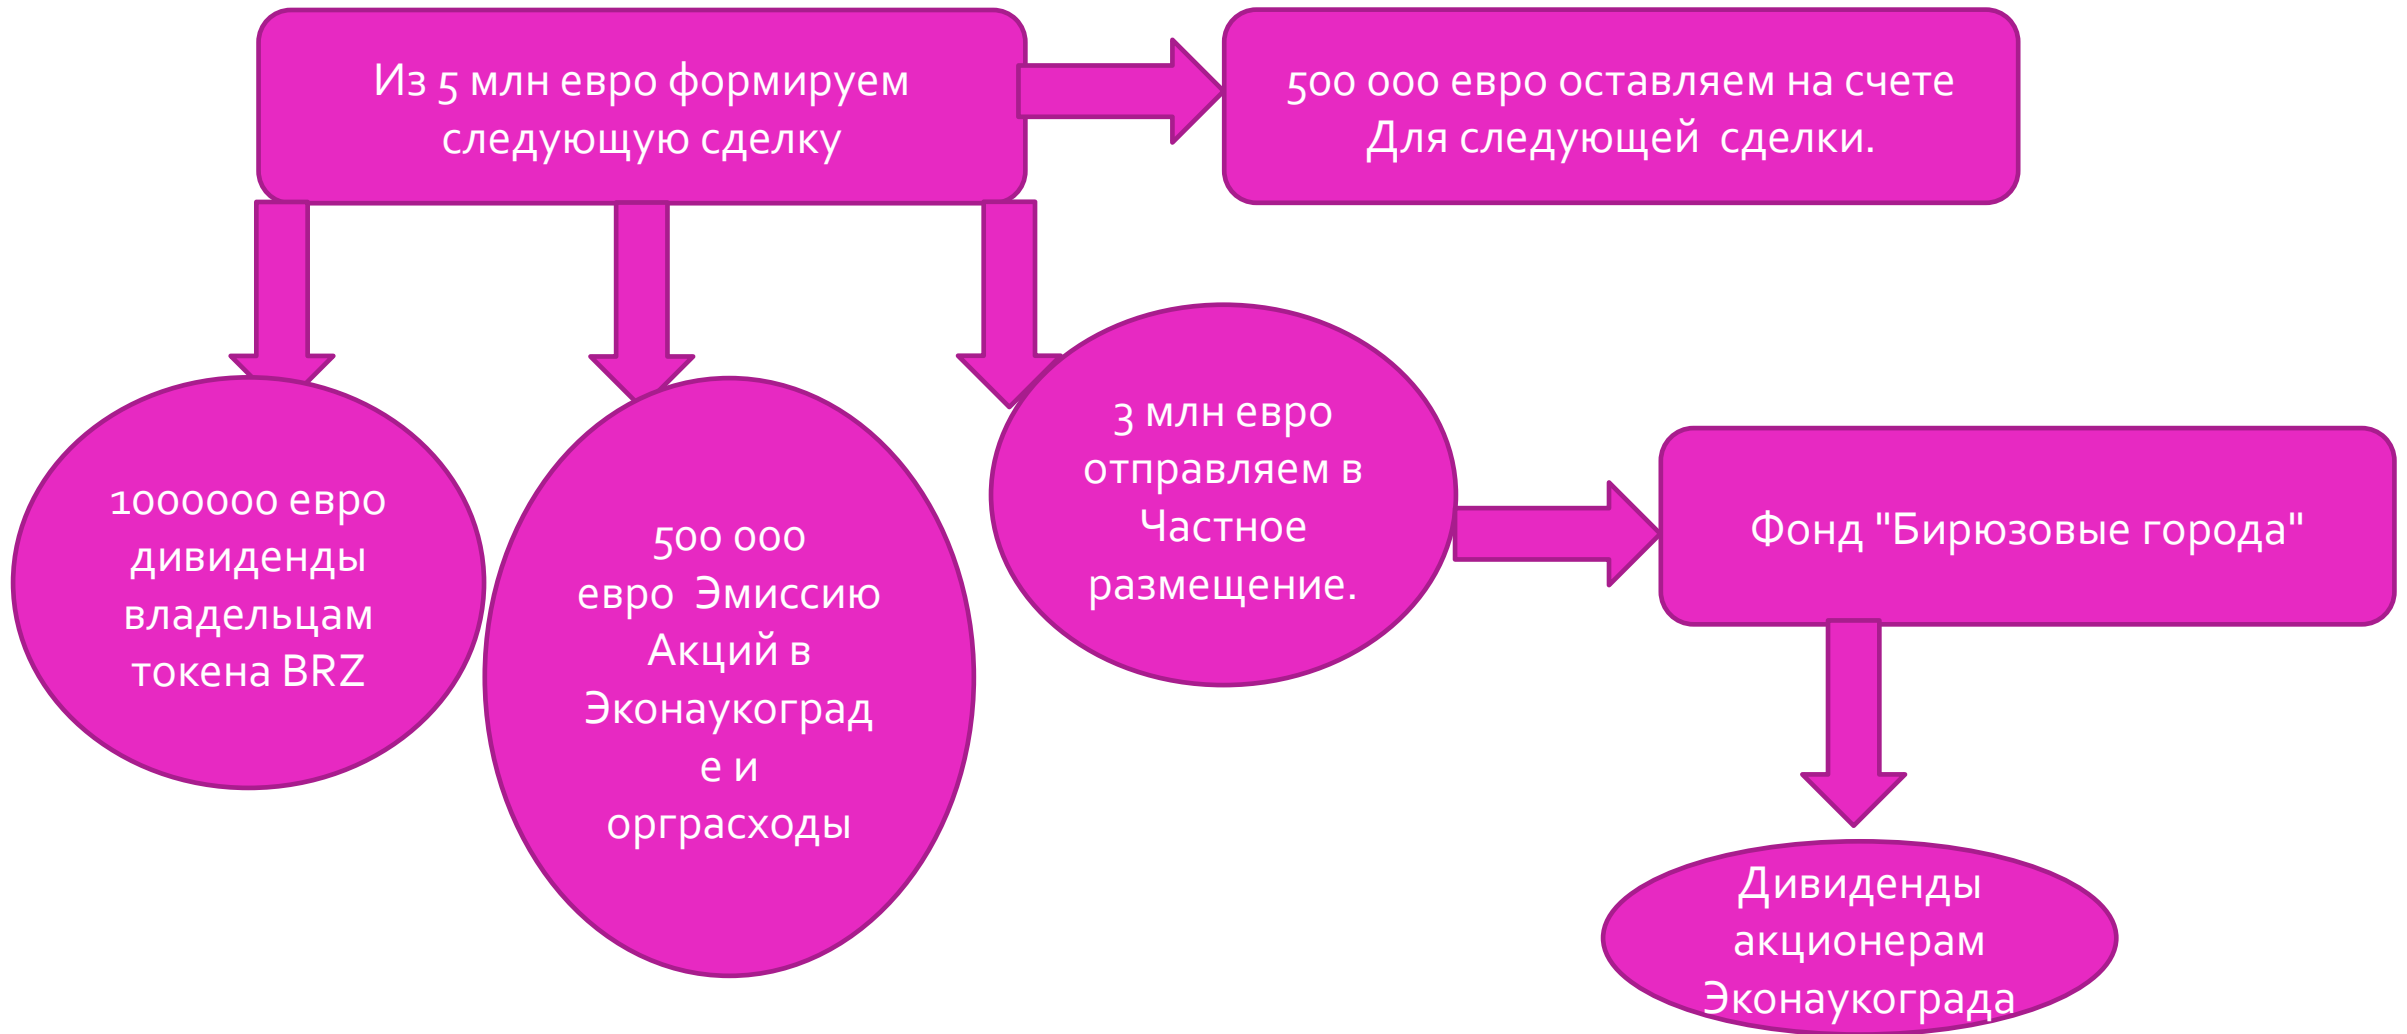 Из 5 млн евро формируем
следующую сделку
500 000 евро оставляем на счете
Для следующей  сделки.
1000000 евро
дивиденды
владельцам
токена BRZ
500 000
евро  Эмиссию
Акций в
Эконаукоград
е и
орграсходы
3 млн евро
отправляем в
Частное
размещение.
Фонд "Бирюзовые города"
Дивиденды
акционерам
Эконаукограда